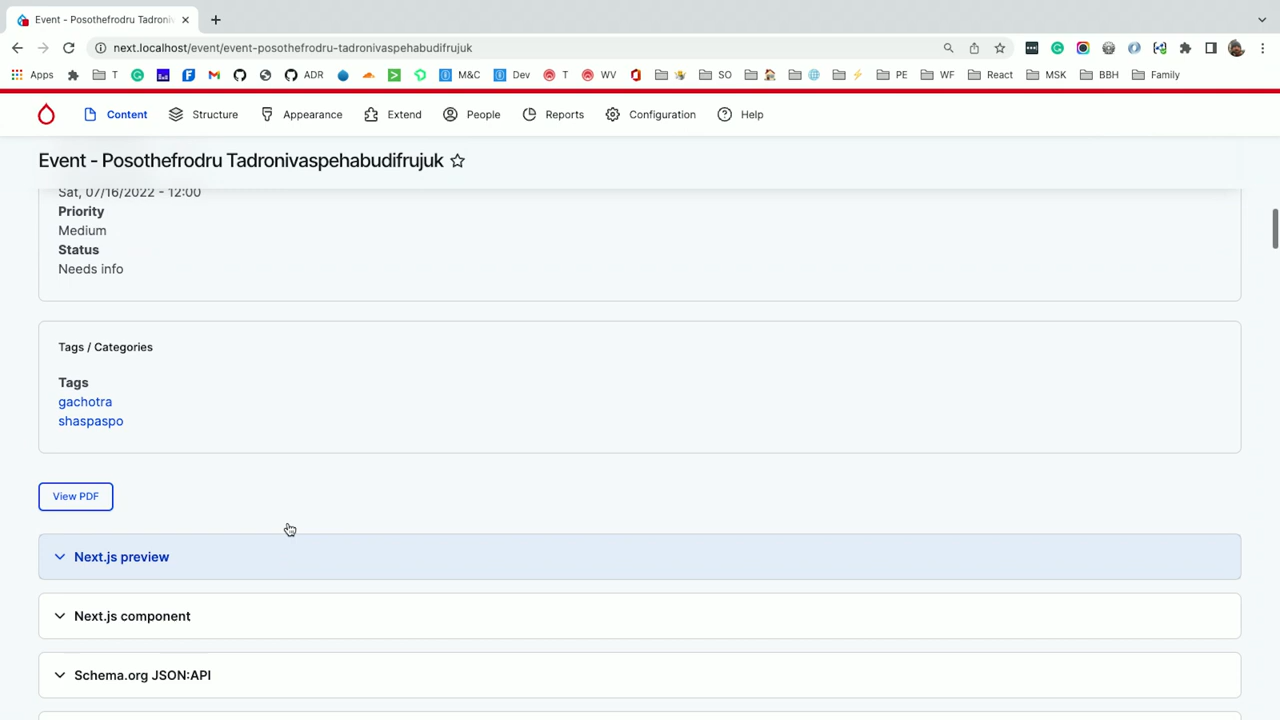 Event - Posothefrodru Tadroniv
next.localhost/event/event-posothefrodru-tadronivaspehabudifrujuk
Apps T ADR M&C Dev T WV SO PE WF React MSK BBH Family
Content Structure Appearance Extend People Reports Configuration Help
Event - Posothefrodru Tadronivaspehabudifrujuk
Sat, 07/16/2022 - 12:00
Priority
Medium
Status
Needs info
Tags / Categories
Tags
gachotra
shaspaspo
View PDF
Next.js preview
Next.js component
Schema.org JSON:API